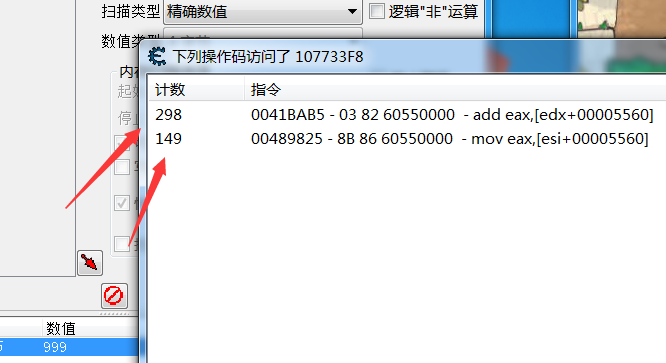 扫描类型 精确数值 逻辑"非"运算
数值类型
下列操作码访问了 107733F8
内存
计数 指令
298 0041BAB5 - 03 82 60550000 - add eax,[edx+00005560]
149 00489825 - 8B 86 60550000 - mov eax,[esi+00005560]
数值
999